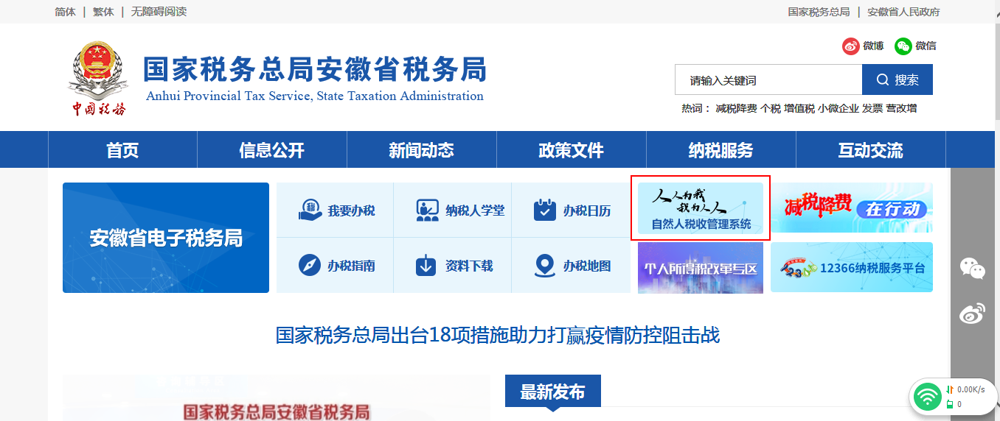 简体 | 繁体 | 无障碍阅读
国家税务总局 | 安徽省人民政府
微博 微信
中国税务
国家税务总局安徽省税务局
Anhui Provincial Tax Service, State Taxation Administration
请输入关键词 搜索
热词： 减税降费 个税 增值税 小微企业 发票 营改增
首页 信息公开 新闻动态 政策文件 纳税服务 互动交流
安徽省电子税务局
税 我要办税 纳税人学堂 办税日历
办税指南 资料下载 办税地图
人人为我
我为人人
自然人税收管理系统
减税降费 在行动
个人所得税改革专区
12366 12366纳税服务平台
国家税务总局出台18项措施助力打赢疫情防控阻击战
国家税务总局安徽省税务局
最新发布
0.00K/s
0